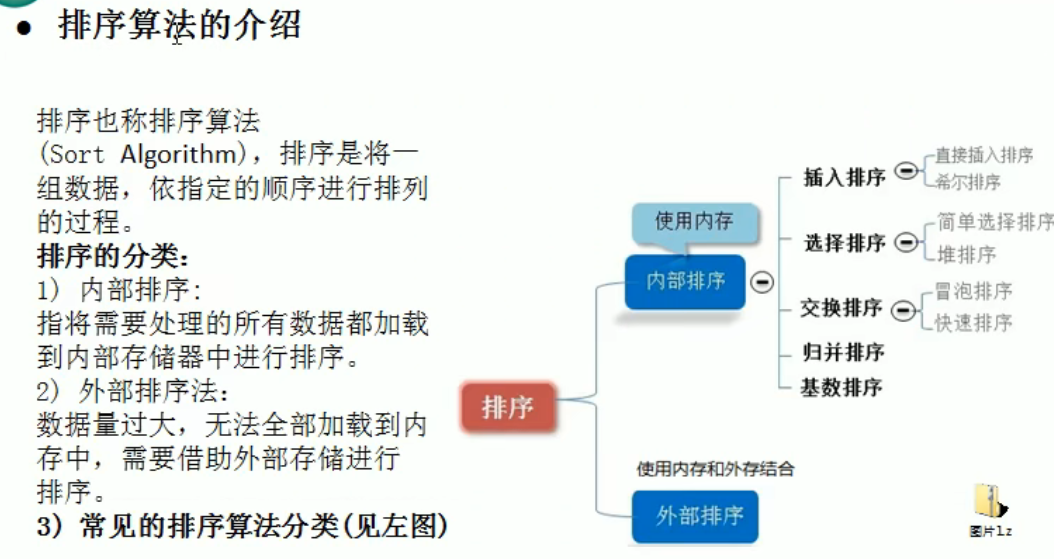 排序算法的介绍
排序也称排序算法
(Sort Algorithm)，排序是将一
组数据，依指定的顺序进行排列
的过程。
排序的分类：
1) 内部排序:
指将需要处理的所有数据都加载
到内部存储器中进行排序。
2) 外部排序法：
数据量过大，无法全部加载到内
存中，需要借助外部存储进行
排序。
3) 常见的排序算法分类(见左图)
排序
使用内存
内部排序
插入排序
直接插入排序
希尔排序
选择排序
简单选择排序
堆排序
交换排序
冒泡排序
快速排序
归并排序
基数排序
使用内存和外存结合
外部排序
图片1.z